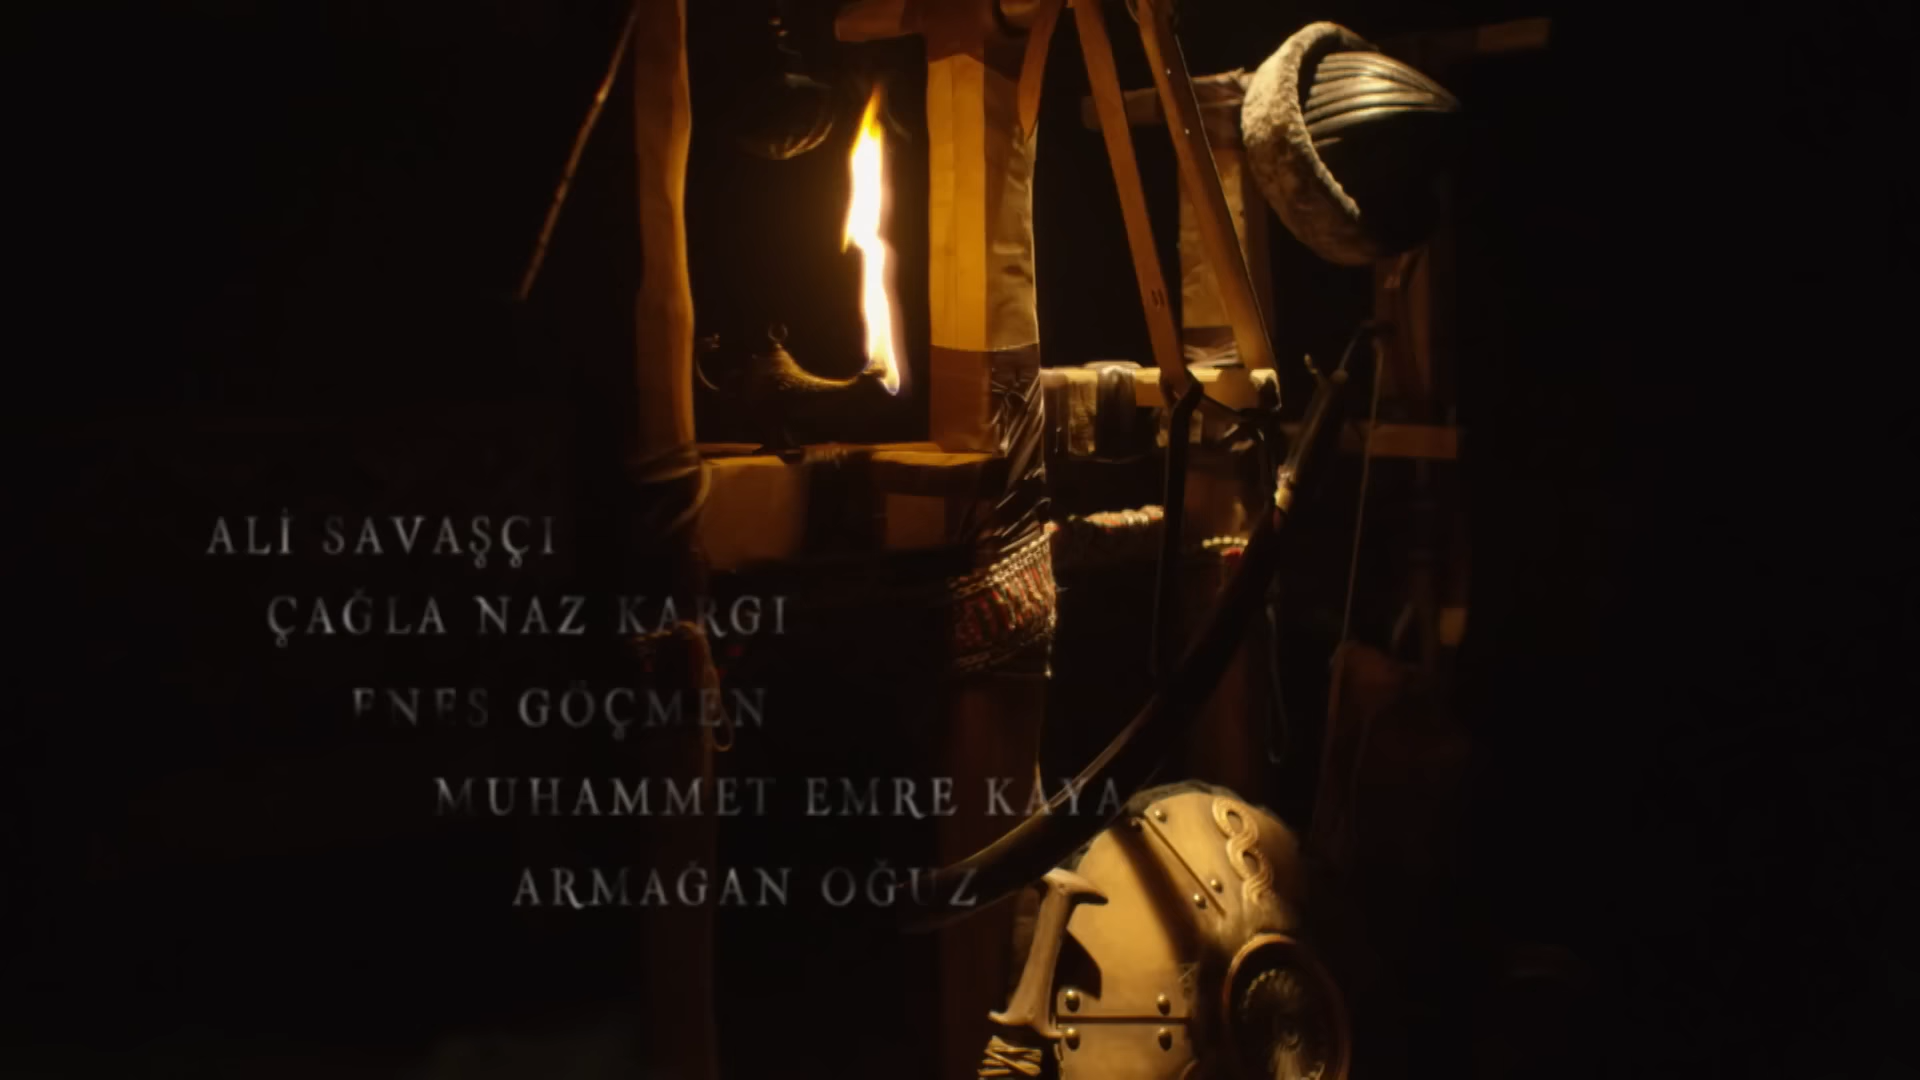 ALİ SAVAŞÇI
ÇAĞLA NAZ KARGI
ENES GÖÇMEN
MUHAMMET EMRE KAYA
ARMAĞAN OĞUZ